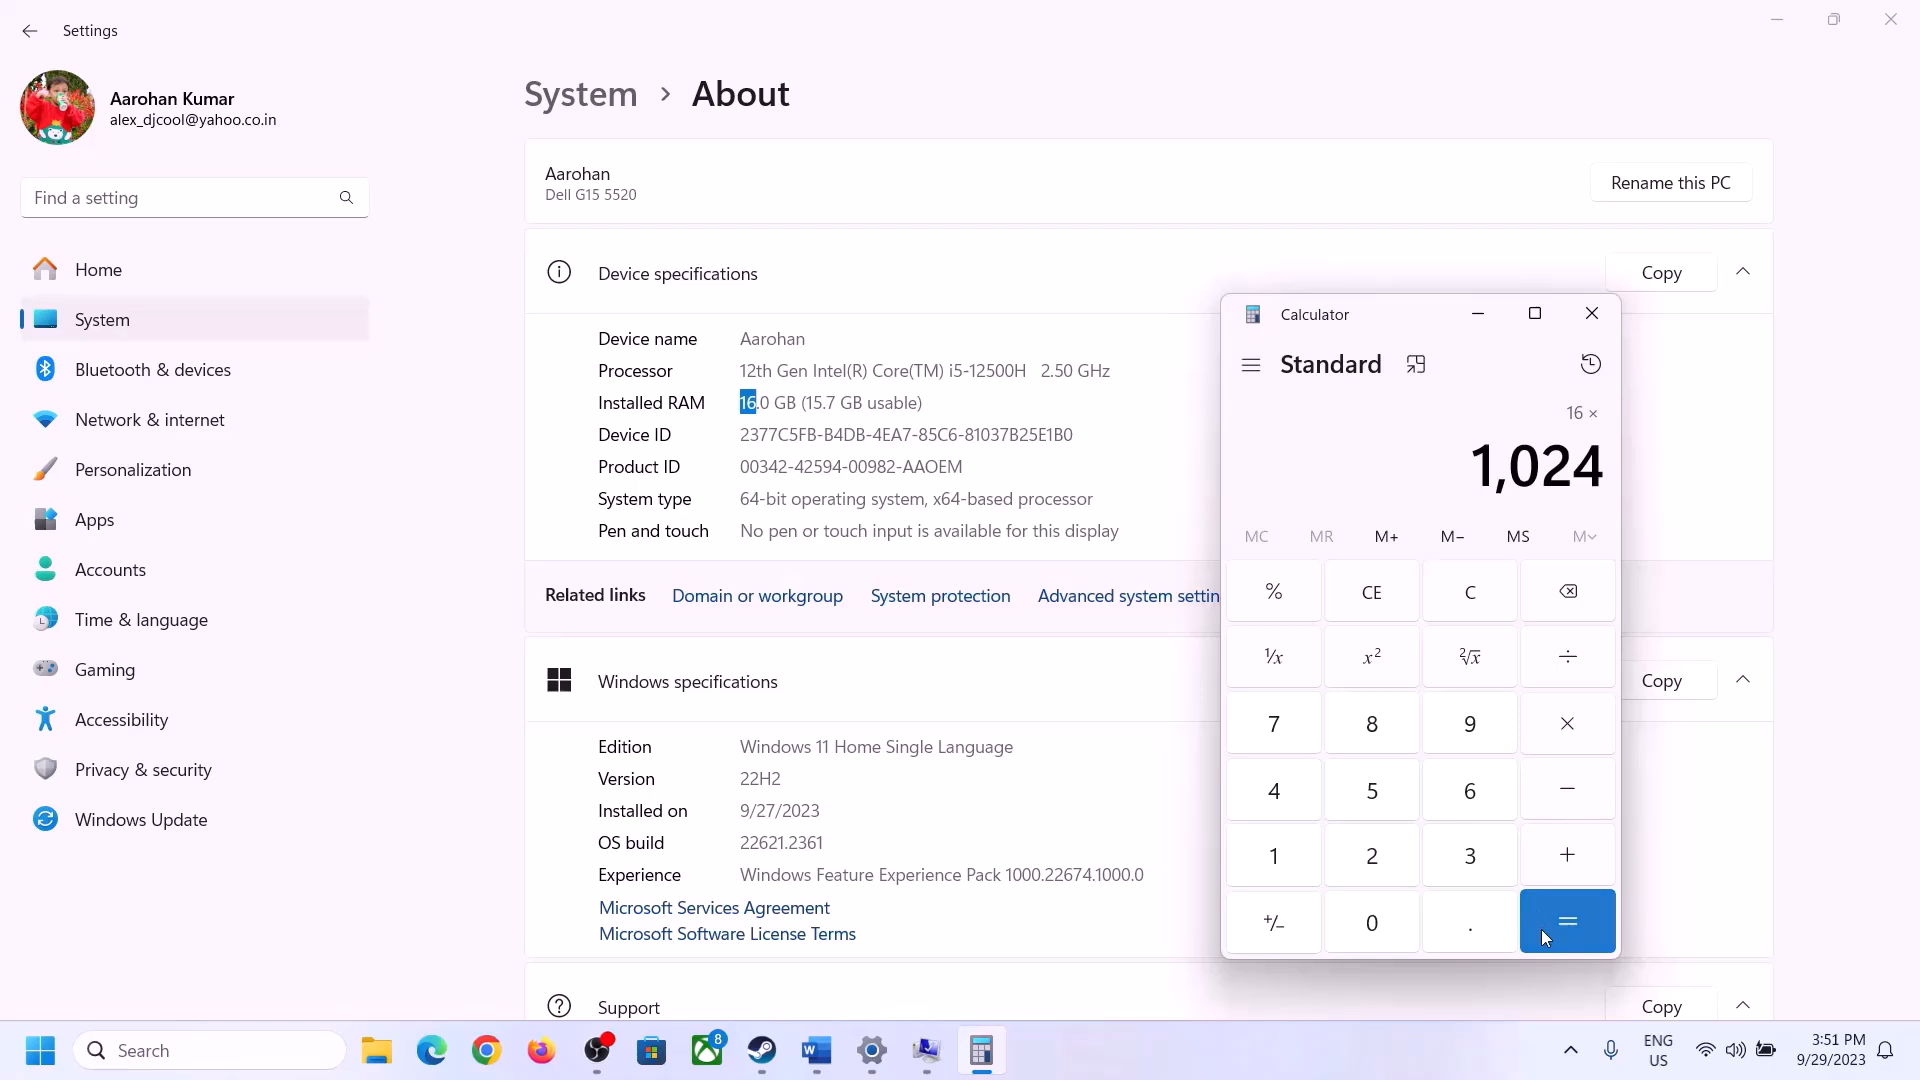 Settings
Aarohan Kumar
alex_djcool@yahoo.co.in
Find a setting
Home
System
Bluetooth & devices
Network & internet
Personalization
Apps
Accounts
Time & language
Gaming
Accessibility
Privacy & security
Windows Update
System > About
Aarohan
Dell G15 5520
Rename this PC
Device specifications
Copy
Device name Aarohan
Processor 12th Gen Intel(R) Core(TM) i5-12500H 2.50 GHz
Installed RAM 16.0 GB (15.7 GB usable)
Device ID 2377C5FB-B4DB-4EA7-85C6-81037B25E1B0
Product ID 00342-42594-00982-AAOEM
System type 64-bit operating system, x64-based processor
Pen and touch No pen or touch input is available for this display
Related links Domain or workgroup System protection Advanced system settin
Windows specifications
Copy
Edition Windows 11 Home Single Language
Version 22H2
Installed on 9/27/2023
OS build 22621.2361
Experience Windows Feature Experience Pack 1000.22674.1000.0
Microsoft Services Agreement
Microsoft Software License Terms
Support
Copy
Calculator
Standard
16 ×
1,024
MC MR M+ M− MS M
% CE C
1/x x² ²√x ÷
7 8 9 ×
4 5 6 −
1 2 3 +
+/− 0 . =
Search
8
W
ENG
US
3:51 PM
9/29/2023